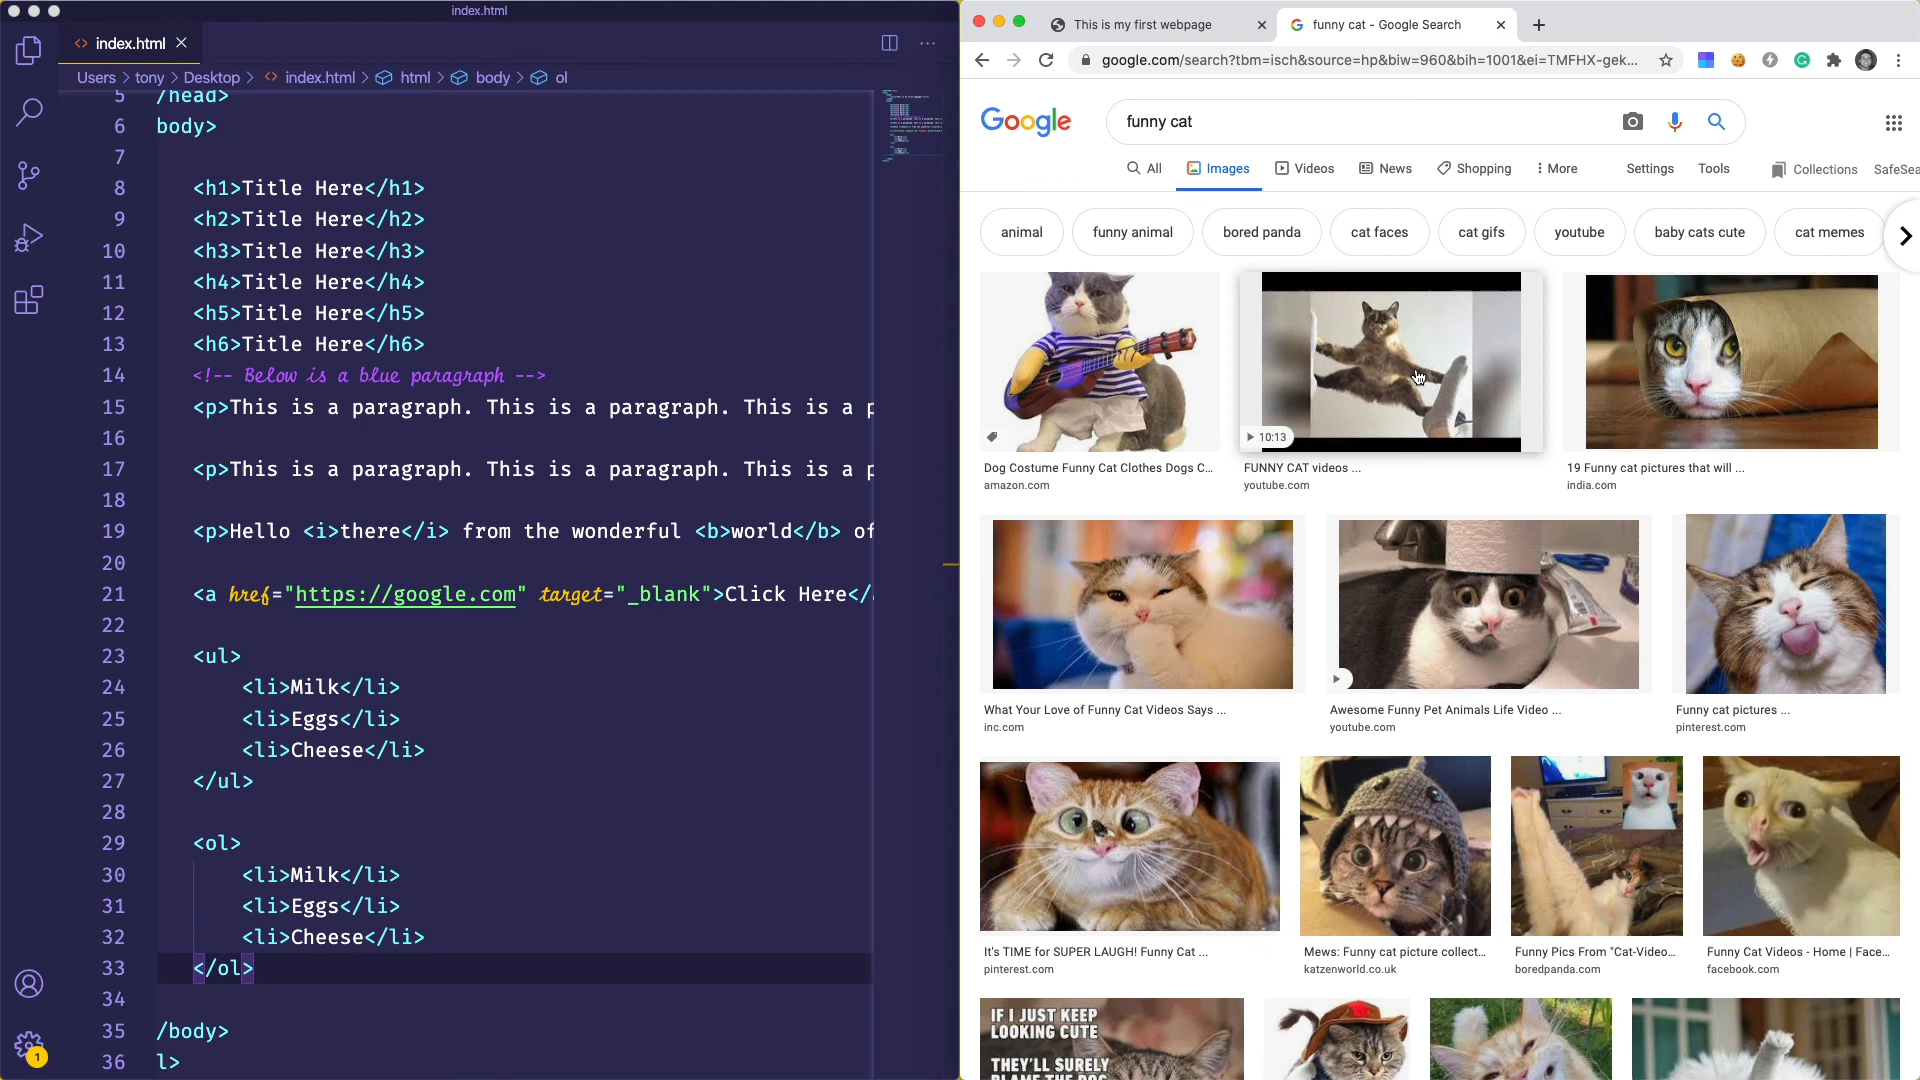 index.html
index.html
Users > tony > Desktop > index.html > html > body > ol
5 /head>
6 body>
7
8 <h1>Title Here</h1>
9 <h2>Title Here</h2>
10 <h3>Title Here</h3>
11 <h4>Title Here</h4>
12 <h5>Title Here</h5>
13 <h6>Title Here</h6>
14 <!-- Below is a blue paragraph -->
15 <p>This is a paragraph. This is a paragraph. This is a p
16
17 <p>This is a paragraph. This is a paragraph. This is a p
18
19 <p>Hello <i>there</i> from the wonderful <b>world</b> of
20
21 <a href="https://google.com" target="_blank">Click Here</
22
23 <ul>
24 <li>Milk</li>
25 <li>Eggs</li>
26 <li>Cheese</li>
27 </ul>
28
29 <ol>
30 <li>Milk</li>
31 <li>Eggs</li>
32 <li>Cheese</li>
33 </ol>
34
35 /body>
36 l>
1
This is my first webpage
funny cat - Google Search
google.com/search?tbm=isch&source=hp&biw=960&bih=1001&ei=TMFHX-gek...
Google
funny cat
All Images Videos News Shopping More Settings Tools Collections SafeSea
animal funny animal bored panda cat faces cat gifs youtube baby cats cute cat memes
10:13
Dog Costume Funny Cat Clothes Dogs C...
amazon.com
FUNNY CAT videos ...
youtube.com
19 Funny cat pictures that will ...
india.com
What Your Love of Funny Cat Videos Says ...
inc.com
Awesome Funny Pet Animals Life Video ...
youtube.com
Funny cat pictures ...
pinterest.com
It's TIME for SUPER LAUGH! Funny Cat ...
pinterest.com
Mews: Funny cat picture collect...
katzenworld.co.uk
Funny Pics From "Cat-Video...
boredpanda.com
Funny Cat Videos - Home | Face...
facebook.com
IF I JUST KEEP
LOOKING CUTE
THEY'LL SURELY
BLAME THE DOG